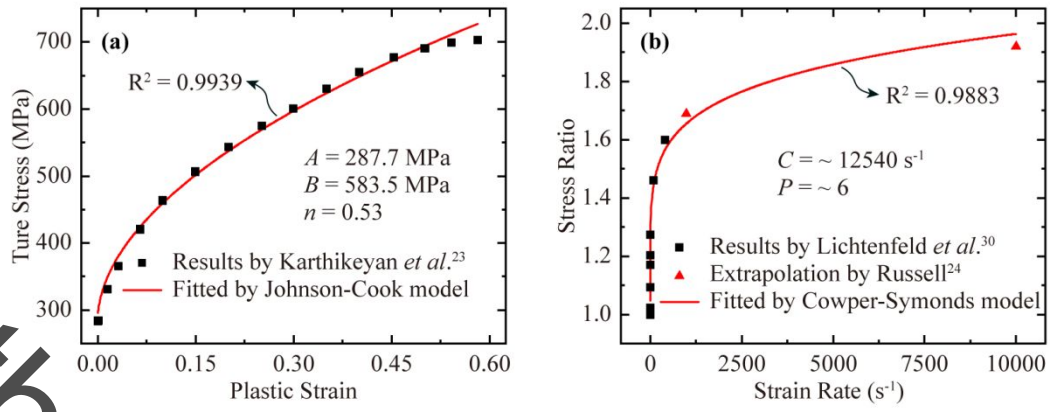 (a)
R² = 0.9939
A = 287.7 MPa
B = 583.5 MPa
n = 0.53
Results by Karthikeyan et al.²³
Fitted by Johnson-Cook model
Ture Stress (MPa)
700
600
500
400
300
0.00 0.15 0.30 0.45 0.60
Plastic Strain
(b)
R² = 0.9883
C = ~ 12540 s⁻¹
P = ~ 6
Results by Lichtenfeld et al.³⁰
Extrapolation by Russell²⁴
Fitted by Cowper-Symonds model
Stress Ratio
2.0
1.8
1.6
1.4
1.2
1.0
0 2500 5000 7500 10000
Strain Rate (s⁻¹)